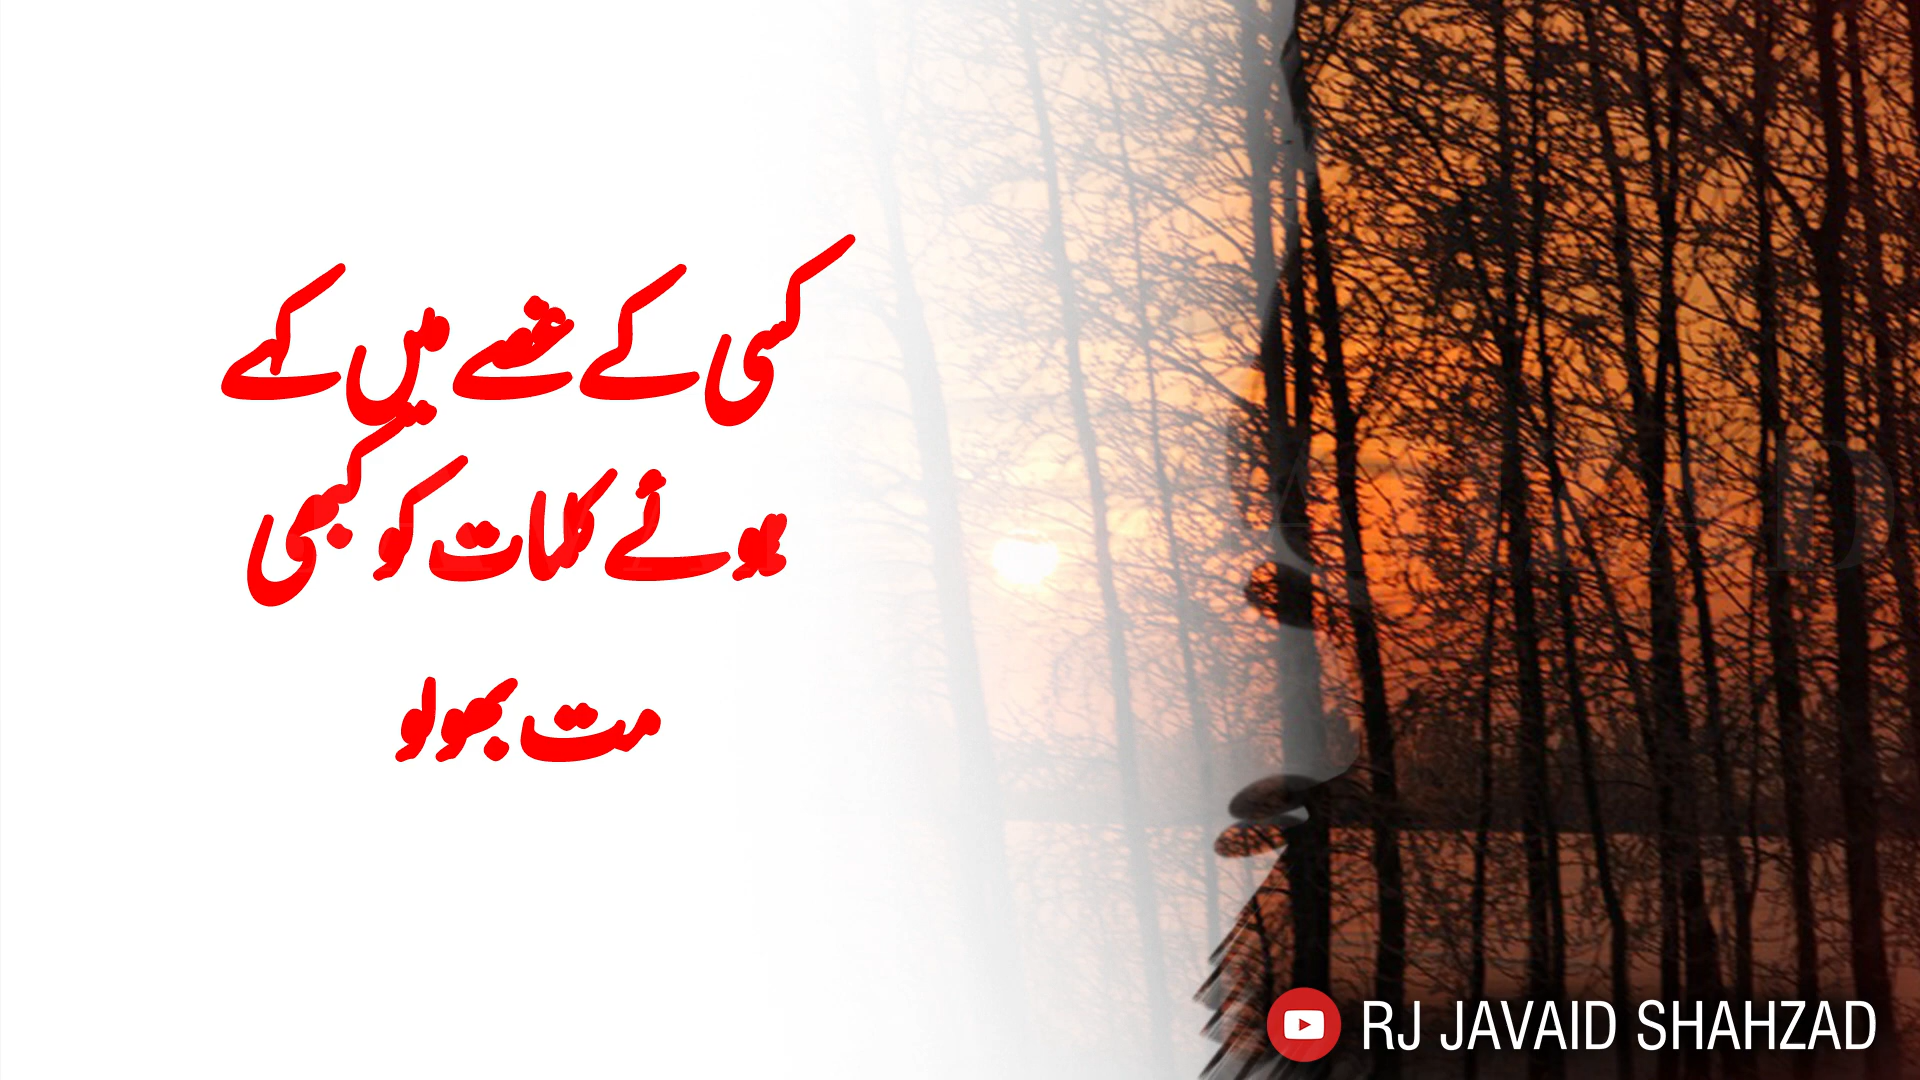 کسی کے غصے میں کہے
ہوئے کلمات کو کبھی
مت بھولو
RJ JAVAID SHAHZAD